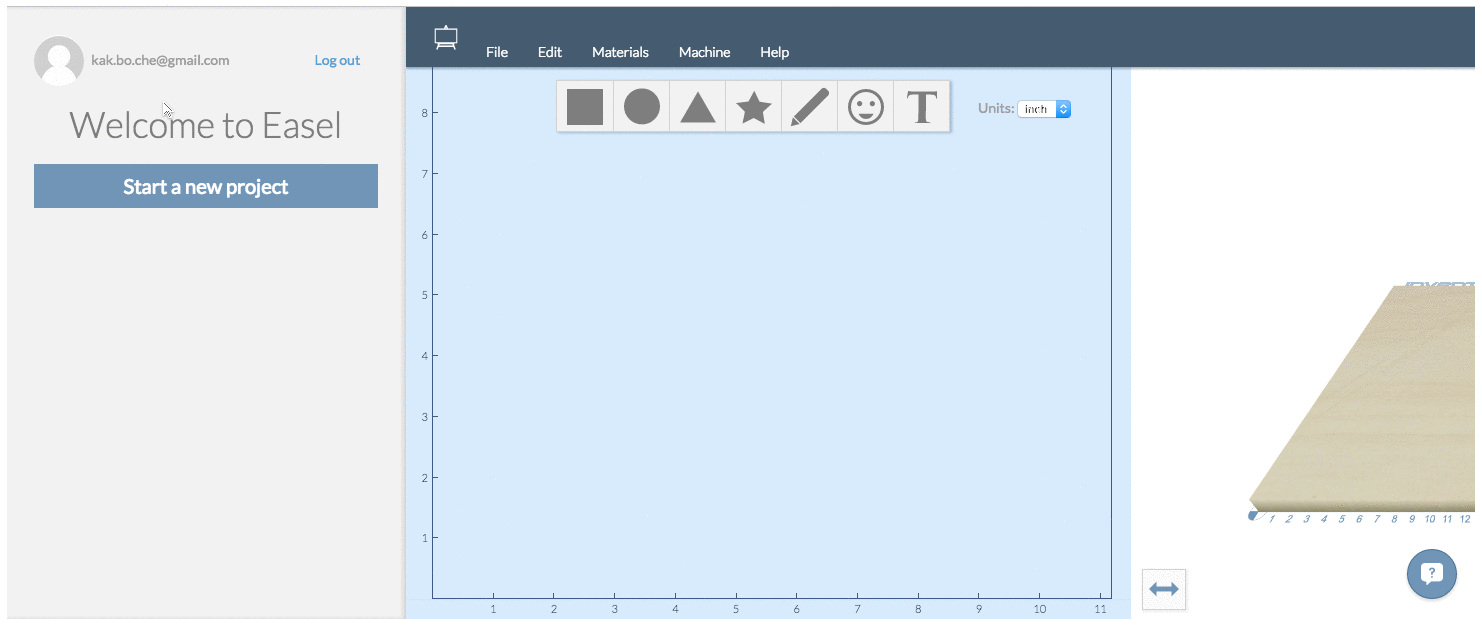 kak.bo.che@gmail.com
Log out
Welcome to Easel
Start a new project
File Edit Materials Machine Help
T
Units: inch
8
7
6
5
4
3
2
1
1 2 3 4 5 6 7 8 9 10 11
1 2 3 4 5 6 7 8 9 10 11 12
?